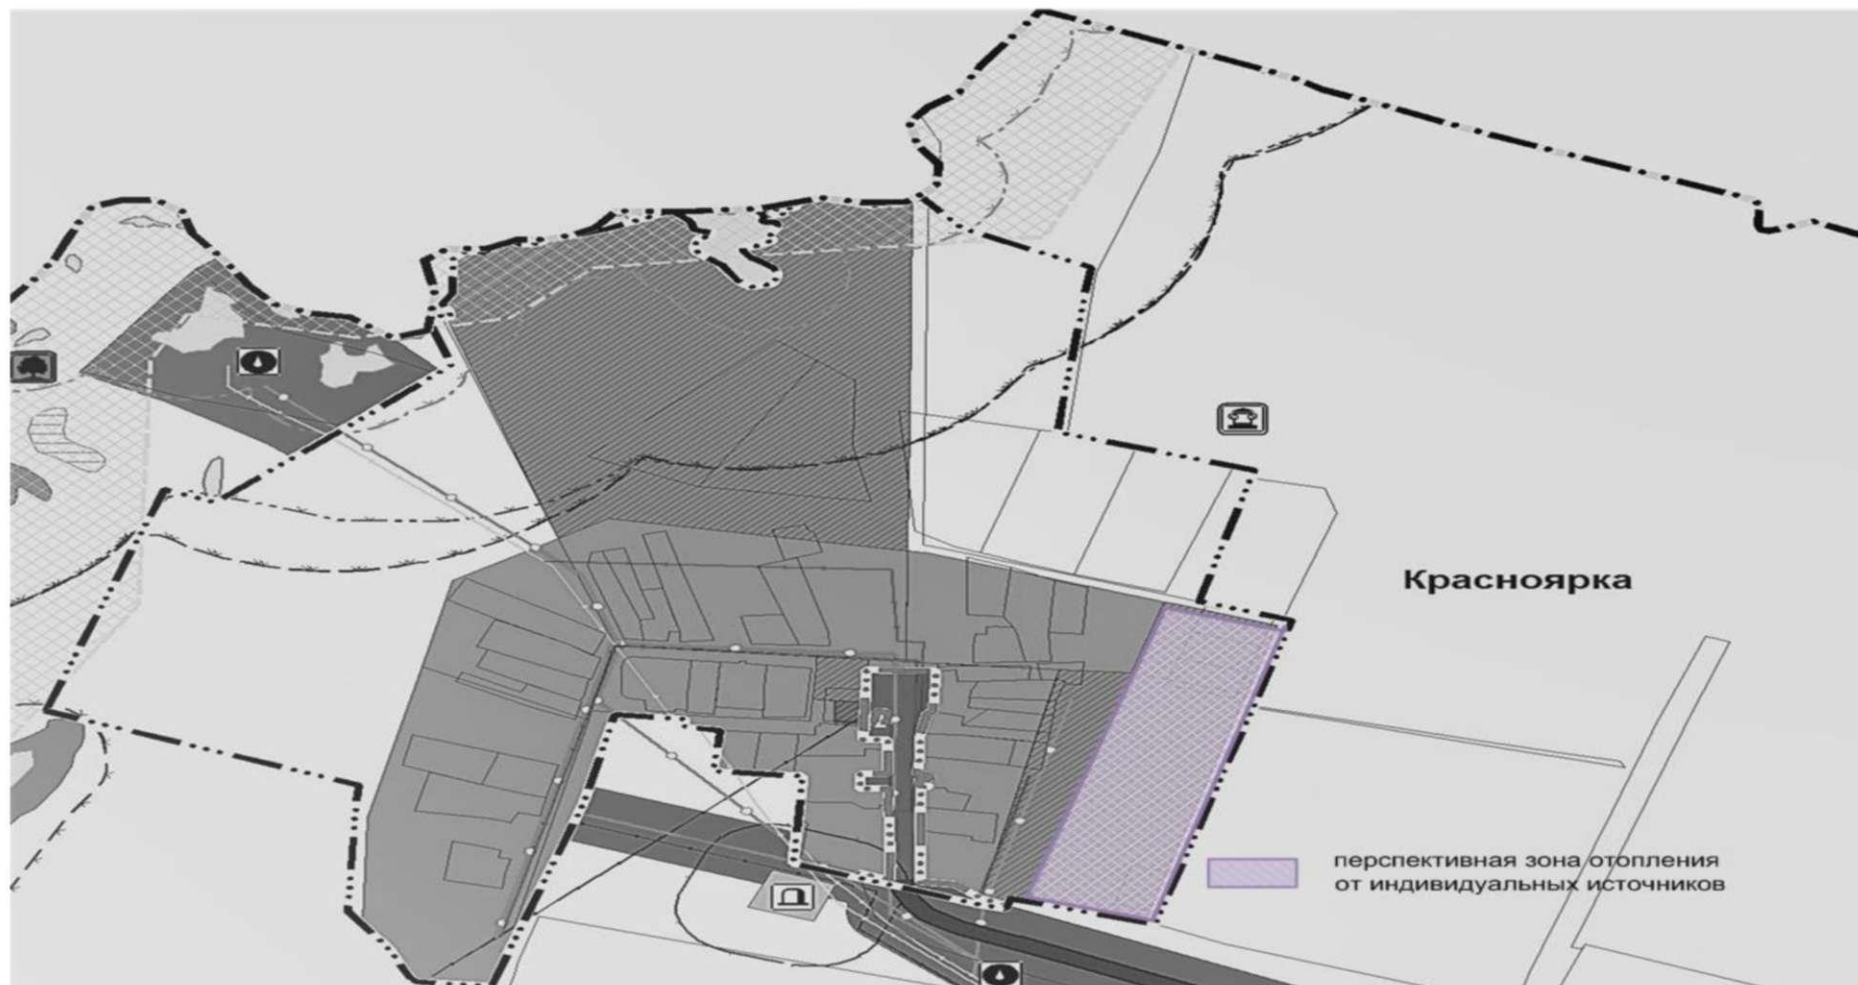 Красноярка
перспективная зона отопления
от индивидуальных источников